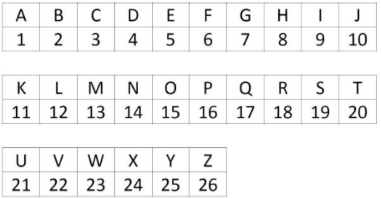 A B C D E F G H I J
1 2 3 4 5 6 7 8 9 10
K L M N O P Q R S T
11 12 13 14 15 16 17 18 19 20
U V W X Y Z
21 22 23 24 25 26